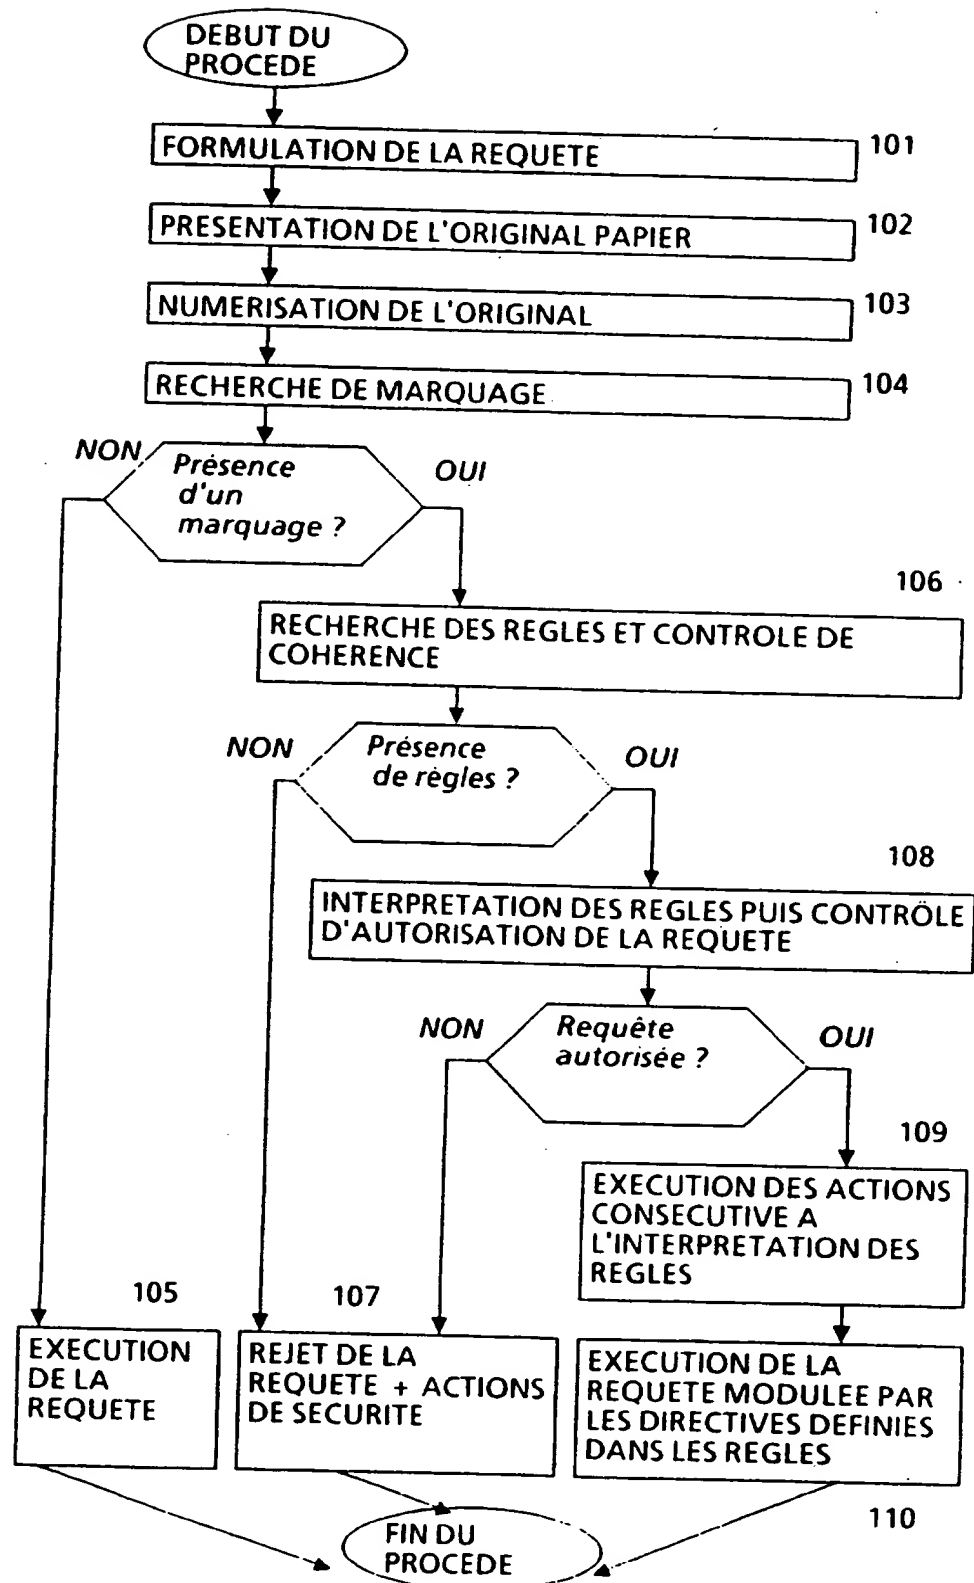 DEBUT DU
PROCEDE
FORMULATION DE LA REQUETE
101
PRESENTATION DE L'ORIGINAL PAPIER
102
NUMERISATION DE L'ORIGINAL
103
RECHERCHE DE MARQUAGE
104
NON
Présence
d'un
marquage ?
OUI
106
RECHERCHE DES REGLES ET CONTROLE DE
COHERENCE
NON
Présence
de règles ?
OUI
108
INTERPRETATION DES REGLES PUIS CONTRÔLE
D'AUTORISATION DE LA REQUETE
NON
Requête
autorisée ?
OUI
109
EXECUTION DES ACTIONS
CONSECUTIVE A
L'INTERPRETATION DES
REGLES
105
EXECUTION
DE LA
REQUETE
107
REJET DE LA
REQUETE + ACTIONS
DE SECURITE
EXECUTION DE LA
REQUETE MODULEE PAR
LES DIRECTIVES DEFINIES
DANS LES REGLES
110
FIN DU
PROCEDE